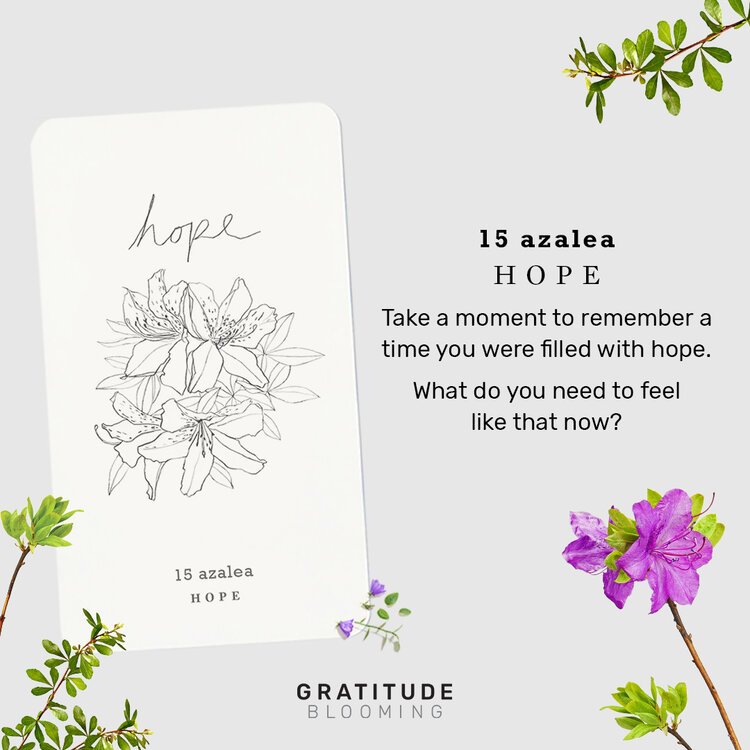 hope
15 azalea
HOPE
15 azalea
HOPE
Take a moment to remember a
time you were filled with hope.
What do you need to feel
like that now?
GRATITUDE
BLOOMING